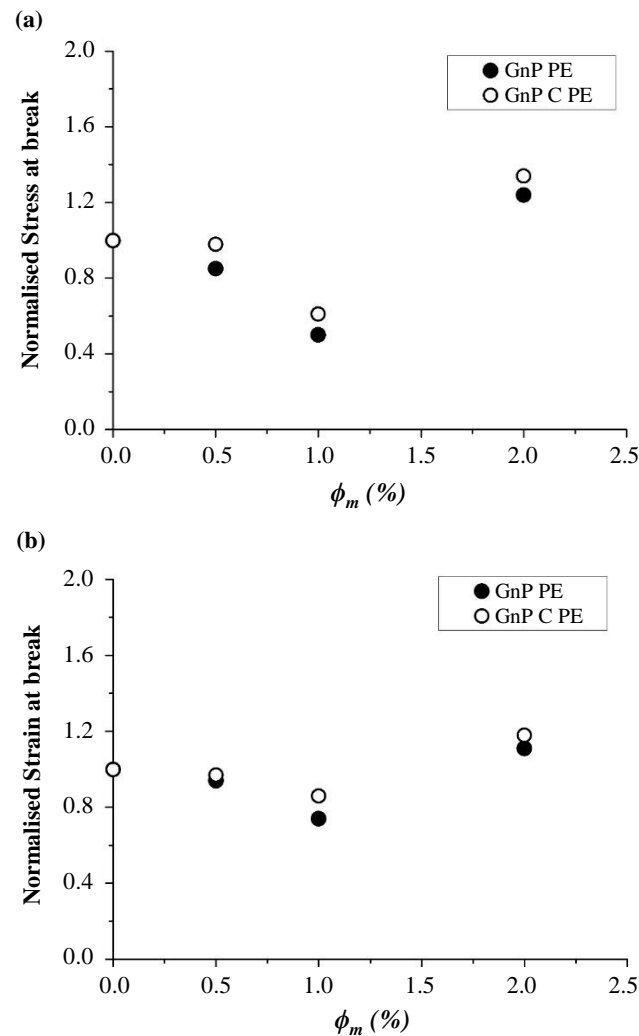 (a)
2.0
1.6
1.2
0.8
0.4
0.0
Normalised Stress at break
GnP PE
GnP C PE
0.0 0.5 1.0 1.5 2.0 2.5
ϕm (%)
(b)
2.0
1.6
1.2
0.8
0.4
0.0
Normalised Strain at break
GnP PE
GnP C PE
0.0 0.5 1.0 1.5 2.0 2.5
ϕm (%)